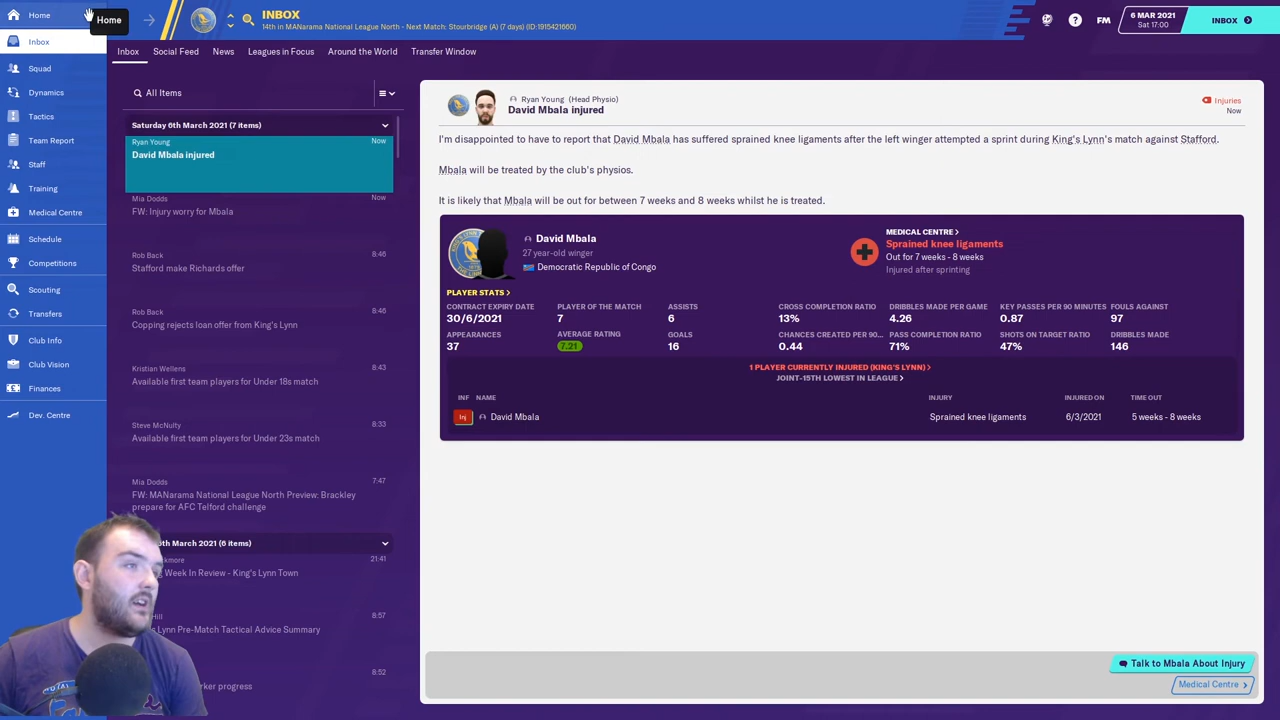 Home
Home
INBOX
14th in MANarama National League North - Next Match: Stourbridge (A) (7 days) (ID:1915421660)
FM
6 MAR 2021
Sat 17:00
INBOX
Inbox
Squad
Dynamics
Tactics
Team Report
Staff
Training
Medical Centre
Schedule
Competitions
Scouting
Transfers
Club Info
Club Vision
Finances
Dev. Centre
Inbox
Social Feed
News
Leagues in Focus
Around the World
Transfer Window
All Items
Saturday 6th March 2021 (7 items)
Ryan Young
Now
David Mbala injured
Mia Dodds
Now
FW: Injury worry for Mbala
Rob Back
8:46
Stafford make Richards offer
Rob Back
8:46
Copping rejects loan offer from King's Lynn
Kristian Wellens
8:43
Available first team players for Under 18s match
Steve McNulty
8:33
Available first team players for Under 23s match
Mia Dodds
7:47
FW: MANarama National League North Preview: Brackley
prepare for AFC Telford challenge
March 2021 (6 items)
21:41
Week In Review - King's Lynn Town
Hill
8:57
Lynn Pre-Match Tactical Advice Summary
8:52
progress
Ryan Young (Head Physio)
David Mbala injured
Injuries
Now
I'm disappointed to have to report that David Mbala has suffered sprained knee ligaments after the left winger attempted a sprint during King's Lynn's match against Stafford.
Mbala will be treated by the club's physios.
It is likely that Mbala will be out for between 7 weeks and 8 weeks whilst he is treated.
David Mbala
27 year-old winger
Democratic Republic of Congo
MEDICAL CENTRE
Sprained knee ligaments
Out for 7 weeks - 8 weeks
Injured after sprinting
PLAYER STATS
CONTRACT EXPIRY DATE
30/6/2021
PLAYER OF THE MATCH
7
ASSISTS
6
CROSS COMPLETION RATIO
13%
DRIBBLES MADE PER GAME
4.26
KEY PASSES PER 90 MINUTES
0.87
FOULS AGAINST
97
APPEARANCES
37
AVERAGE RATING
7.21
GOALS
16
CHANCES CREATED PER 90...
0.44
PASS COMPLETION RATIO
71%
SHOTS ON TARGET RATIO
47%
DRIBBLES MADE
146
1 PLAYER CURRENTLY INJURED (KING'S LYNN)
JOINT-15TH LOWEST IN LEAGUE
INF NAME INJURY INJURED ON TIME OUT
Inj David Mbala Sprained knee ligaments 6/3/2021 5 weeks - 8 weeks
Talk to Mbala About Injury
Medical Centre